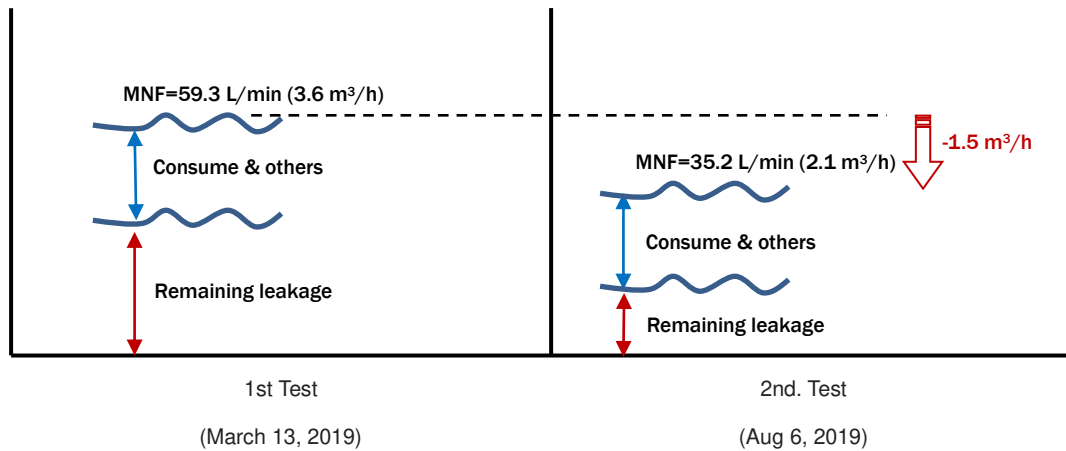 MNF=59.3 L/min (3.6 m³/h)
Consume & others
Remaining leakage
1st Test
(March 13, 2019)
-1.5 m³/h
MNF=35.2 L/min (2.1 m³/h)
Consume & others
Remaining leakage
2nd. Test
(Aug 6, 2019)